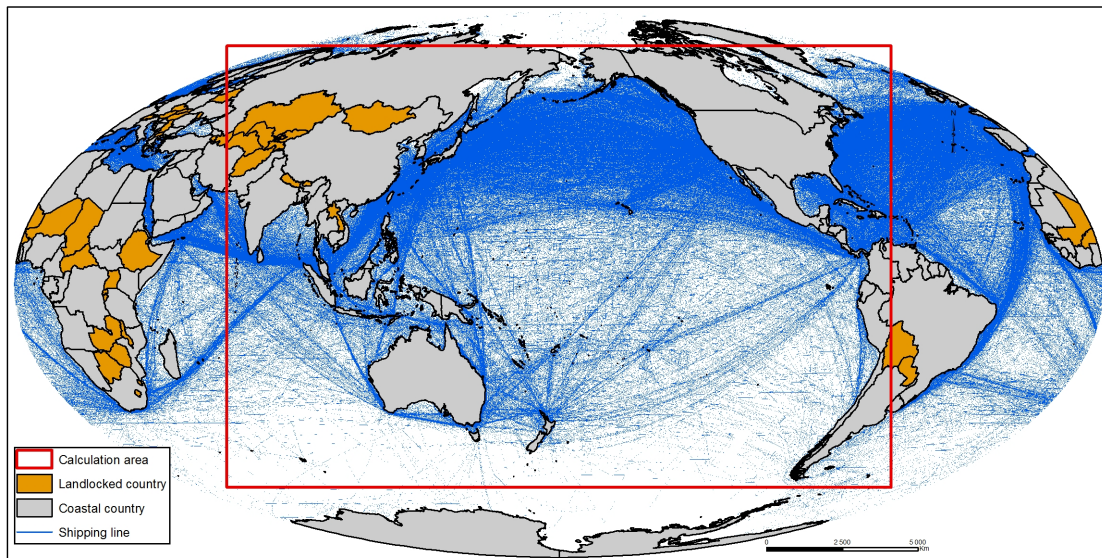 N
Calculation area
Landlocked country
Coastal country
Shipping line
0 2 500 5 000
Km